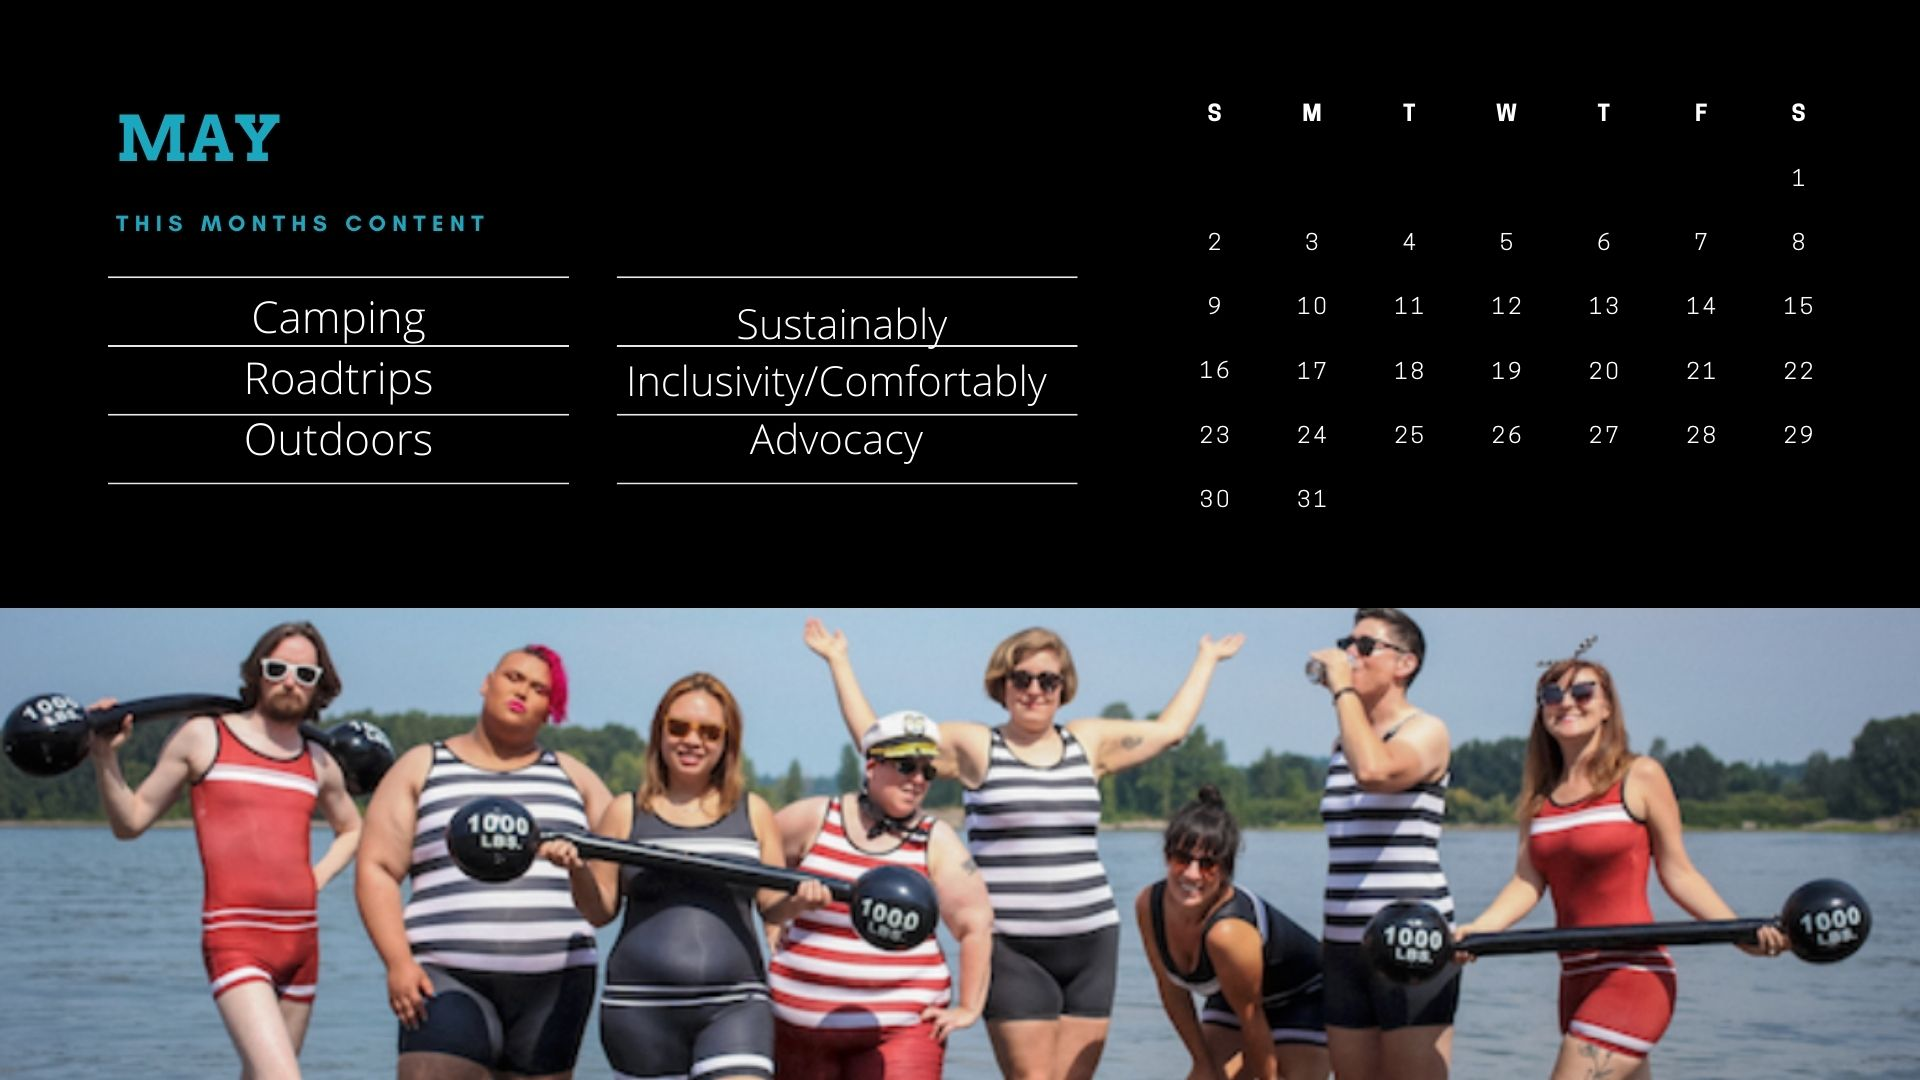 MAY
THIS MONTHS CONTENT
Camping
Roadtrips
Outdoors
Sustainably
Inclusivity/Comfortably
Advocacy
S M T W T F S
1
2 3 4 5 6 7 8
9 10 11 12 13 14 15
16 17 18 19 20 21 22
23 24 25 26 27 28 29
30 31
1000
LBS.
1000
LBS.
1000
LBS.
1000
LBS.
1000
LBS.